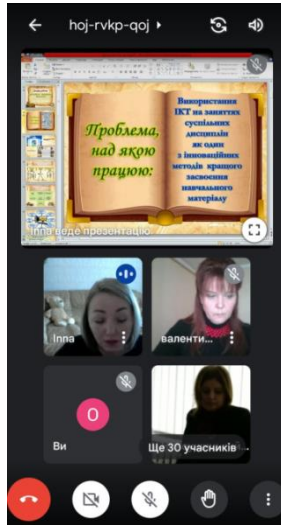 hoj-rvkp-qoj
Проблема,
над якою
працюю:
Використання
ІКТ на заняттях
суспільних
дисциплін
як один
з інноваційних
методів кращого
засвоєння
навчального
матеріалу
Inna веде презентацію
Inna
валенти...
О
Ви
Ще 30 учасників